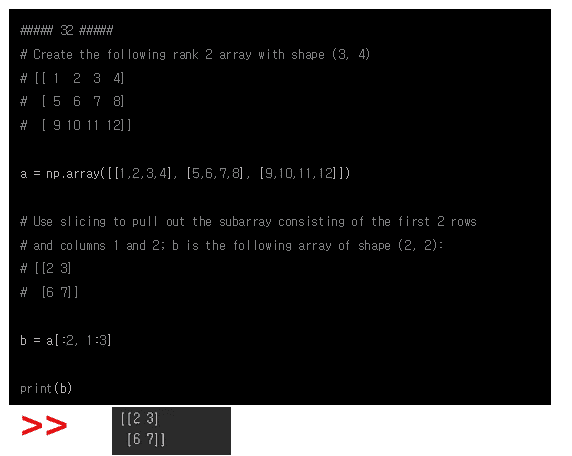 ##### 32 #####
# Create the following rank 2 array with shape (3, 4)
# [[ 1  2  3  4]
#  [ 5  6  7  8]
#  [ 9 10 11 12]]
a = np.array([[1,2,3,4], [5,6,7,8], [9,10,11,12]])
# Use slicing to pull out the subarray consisting of the first 2 rows
# and columns 1 and 2; b is the following array of shape (2, 2):
# [[2 3]
#  [6 7]]
b = a[:2, 1:3]
print(b)
>> [[2 3]
 [6 7]]